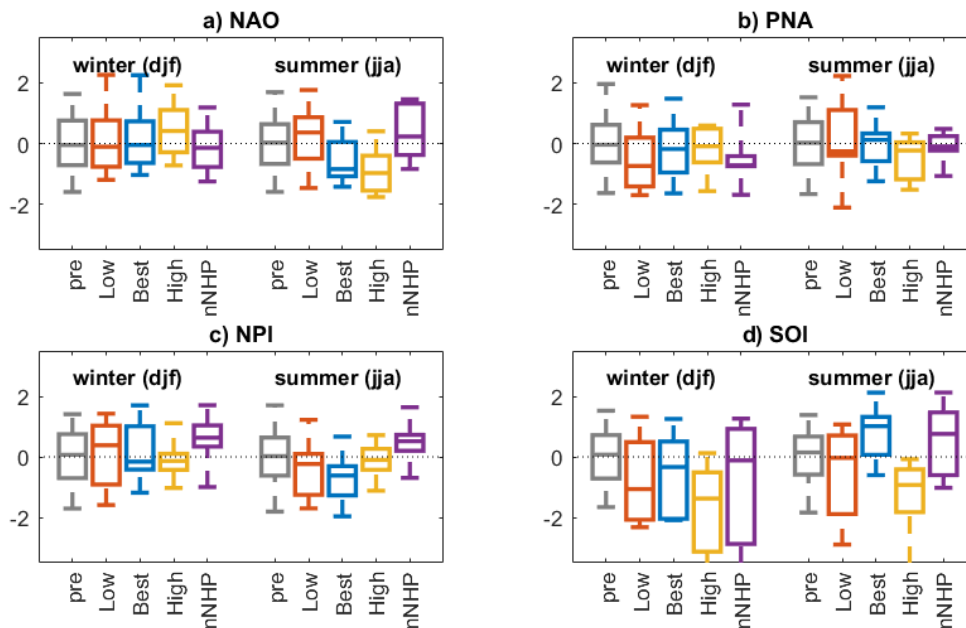 a) NAO
winter (djf) summer (jja)
2
0
-2
pre Low Best High nNHP pre Low Best High nNHP
b) PNA
winter (djf) summer (jja)
2
0
-2
pre Low Best High nNHP pre Low Best High nNHP
c) NPI
winter (djf) summer (jja)
2
0
-2
pre Low Best High nNHP pre Low Best High nNHP
d) SOI
winter (djf) summer (jja)
2
0
-2
pre Low Best High nNHP pre Low Best High nNHP